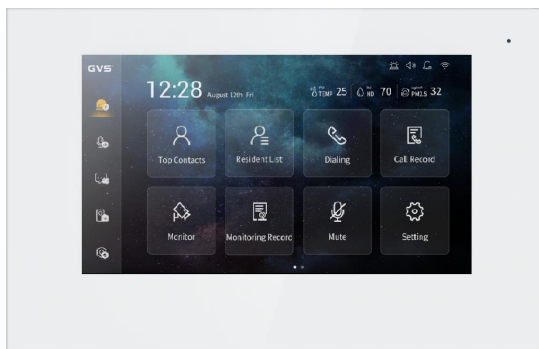 GVS
12:28 August 12th Fri
TEMP 25 HD 70 PM2.5 32
Top Contacts
Resident List
Dialing
Call Record
Monitor
Monitoring Record
Mute
Setting